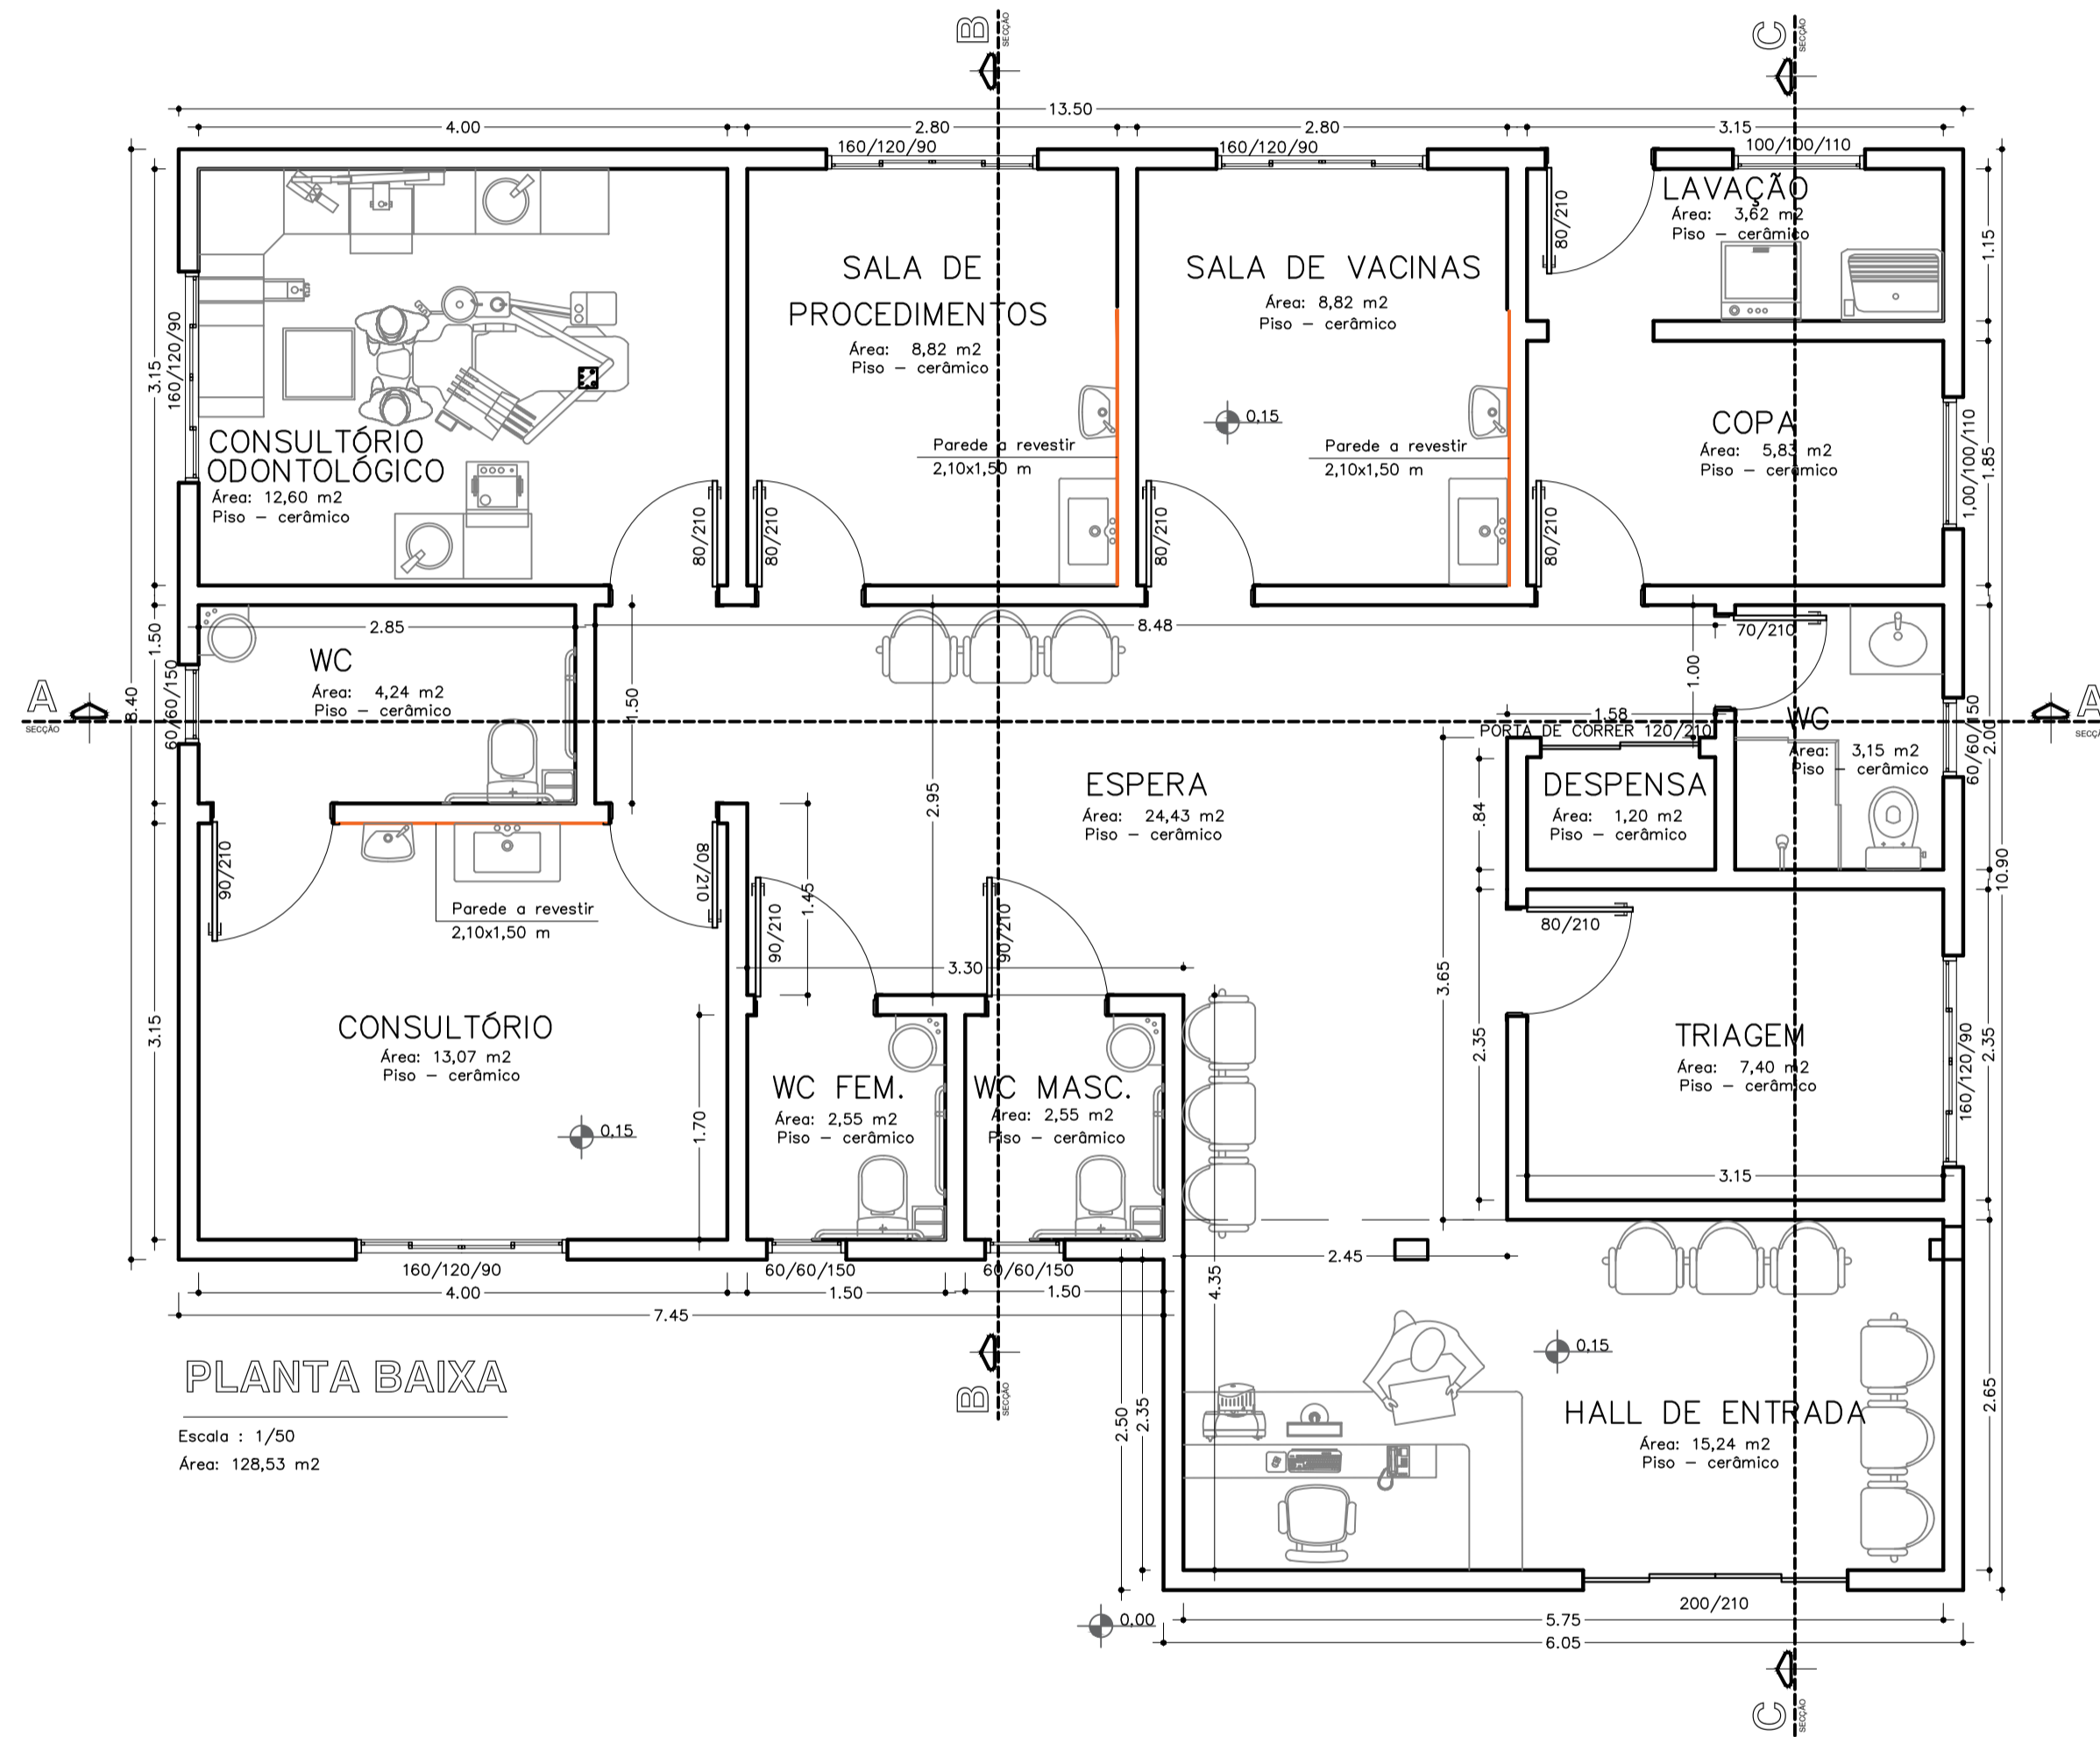 B
SECÇÃO
C
SECÇÃO
13.50
4.00
2.80
2.80
3.15
160/120/90
160/120/90
100/100/110
LAVAÇÃO
Área: 3,62 m2
Piso – cerâmico
80/210
1.15
SALA DE
PROCEDIMENTOS
Área: 8,82 m2
Piso – cerâmico
SALA DE VACINAS
Área: 8,82 m2
Piso – cerâmico
3.15
160/120/90
CONSULTÓRIO
ODONTOLÓGICO
Área: 12,60 m2
Piso – cerâmico
Parede a revestir
2,10x1,50 m
0,15
Parede a revestir
2,10x1,50 m
COPA
Área: 5,83 m2
Piso – cerâmico
1,00/100/110
1.85
80/210
80/210
80/210
80/210
8.40
1.50
2.85
8.48
70/210
WC
Área: 4,24 m2
Piso – cerâmico
60/60/150
1.50
1.00
A
SECÇÃO
A
1.58
PORTA DE CORRER 120/210
WC
Área: 3,15 m2
Piso – cerâmico
60/60/150
2.00
2.95
ESPERA
Área: 24,43 m2
Piso – cerâmico
DESPENSA
Área: 1,20 m2
Piso – cerâmico
.84
10.90
90/210
80/210
Parede a revestir
2,10x1,50 m
1.45
90/210
90/210
3.30
3.65
80/210
3.15
CONSULTÓRIO
Área: 13,07 m2
Piso – cerâmico
0,15
1.70
WC FEM.
Área: 2,55 m2
Piso – cerâmico
WC MASC.
Área: 2,55 m2
Piso – cerâmico
2.35
TRIAGEM
Área: 7,40 m2
Piso – cerâmico
160/120/90
2.35
3.15
160/120/90
60/60/150
60/60/150
4.00
1.50
1.50
7.45
2.45
4.35
PLANTA BAIXA
Escala : 1/50
Área: 128,53 m2
B
SECÇÃO
2.50
2.35
0,15
HALL DE ENTRADA
Área: 15,24 m2
Piso – cerâmico
2.65
200/210
0,00
5.75
6.05
C
SECÇÃO